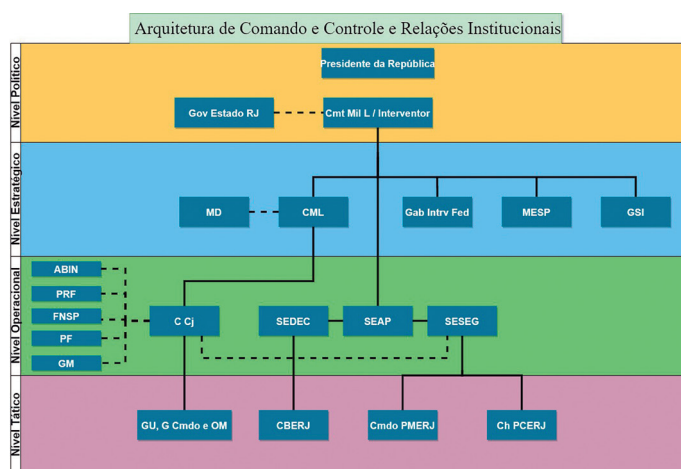 Arquitetura de Comando e Controle e Relações Institucionais
Nível Político
Presidente da República
Gov Estado RJ
Cmt Mil L / Interventor
Nível Estratégico
MD
CML
Gab Intrv Fed
MESP
GSI
Nível Operacional
ABIN
PRF
FNSP
PF
GM
C Cj
SEDEC
SEAP
SESEG
Nível Tático
GU, G Cmdo e OM
CBERJ
Cmdo PMERJ
Ch PCERJ